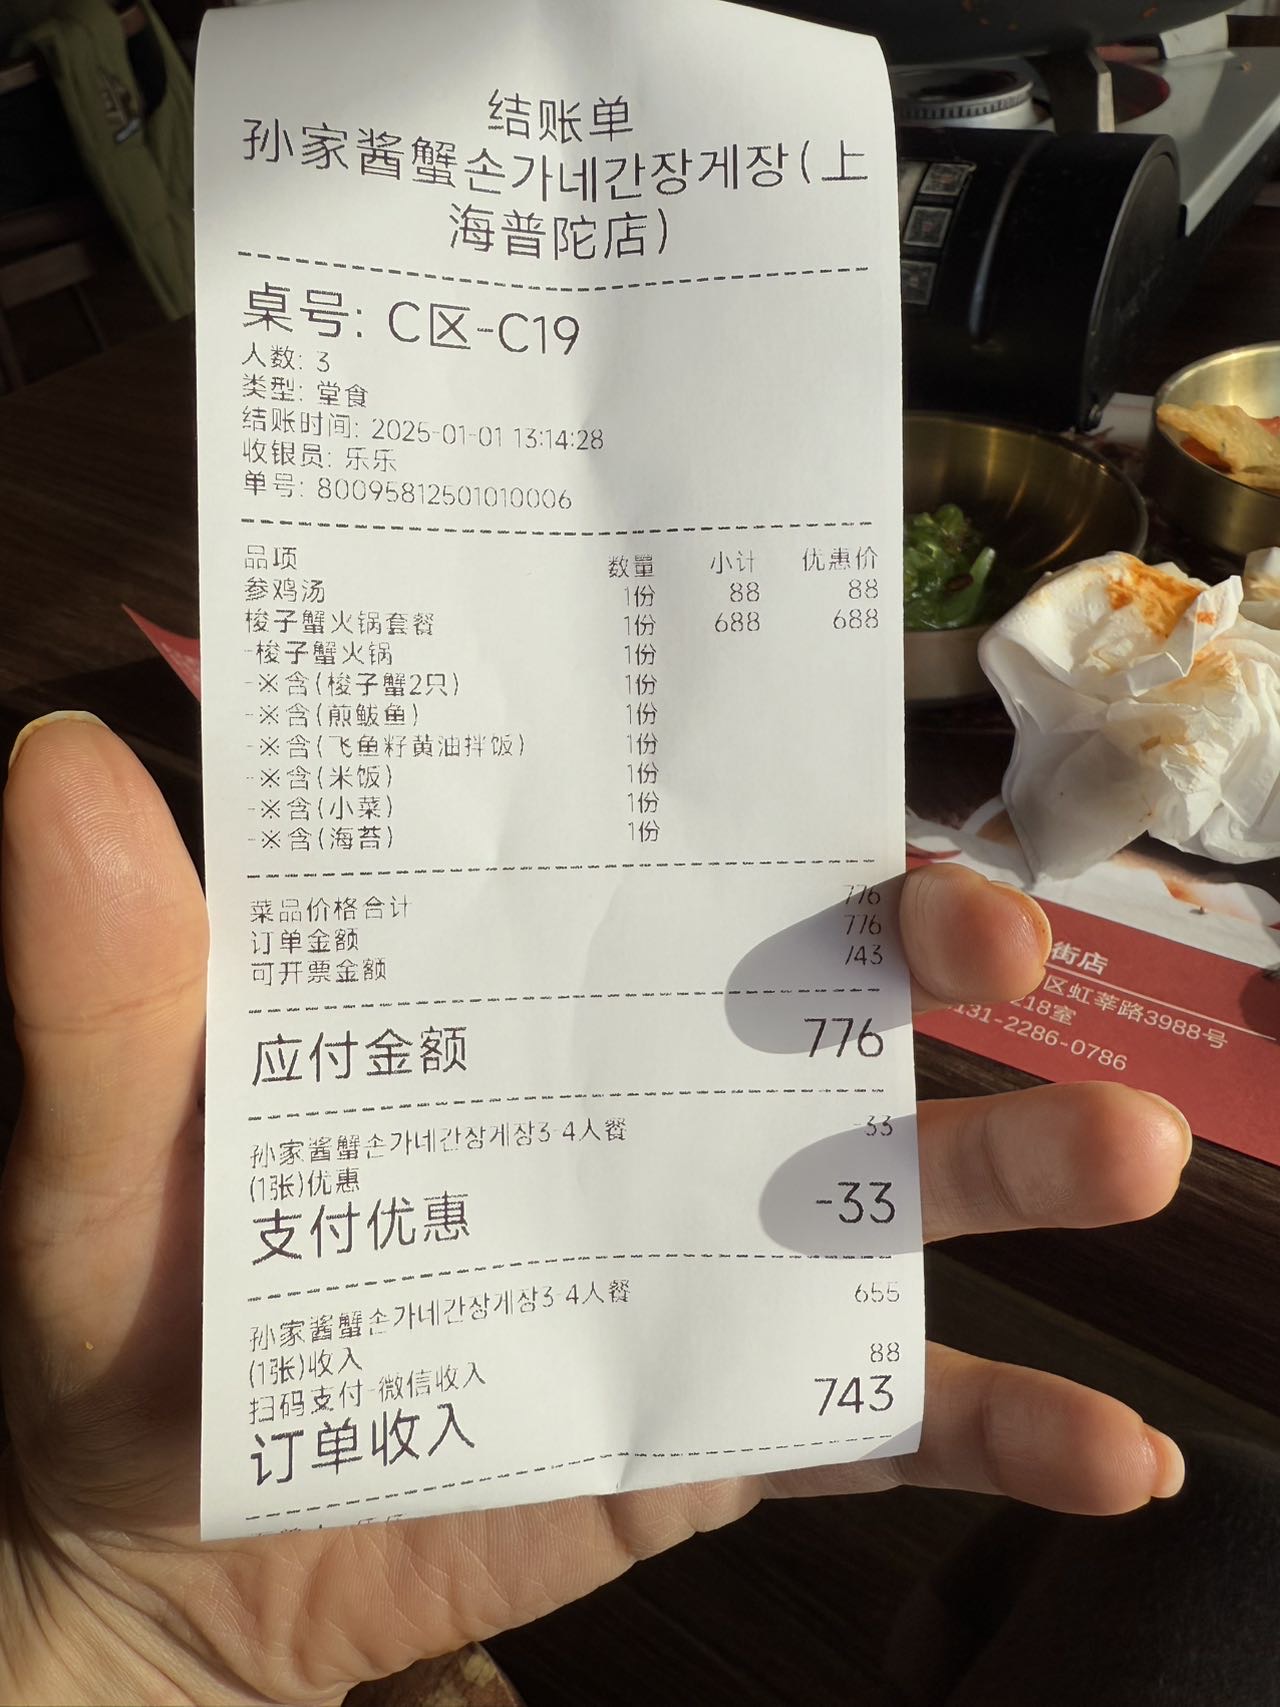 结账单
孙家酱蟹손가네간장게장(上
海普陀店)
桌号: C区-C19
人数: 3
类型: 堂食
结账时间: 2025-01-01 13:14:28
收银员: 乐乐
单号: 80095812501010006
品项 数量 小计 优惠价
参鸡汤 1份 88 88
梭子蟹火锅套餐 1份 688 688
-梭子蟹火锅 1份
-※含(梭子蟹2只) 1份
-※含(煎鲅鱼) 1份
-※含(飞鱼籽黄油拌饭) 1份
-※含(米饭) 1份
-※含(小菜) 1份
-※含(海苔) 1份
菜品价格合计 776
订单金额 776
可开票金额 743
应付金额 776
孙家酱蟹손가네간장게장3-4人餐 -33
(1张)优惠
支付优惠 -33
孙家酱蟹손가네간장게장3-4人餐 655
(1张)收入
扫码支付-微信收入 88
订单收入 743
街店
区虹莘路3988号
218室
131-2286-0786